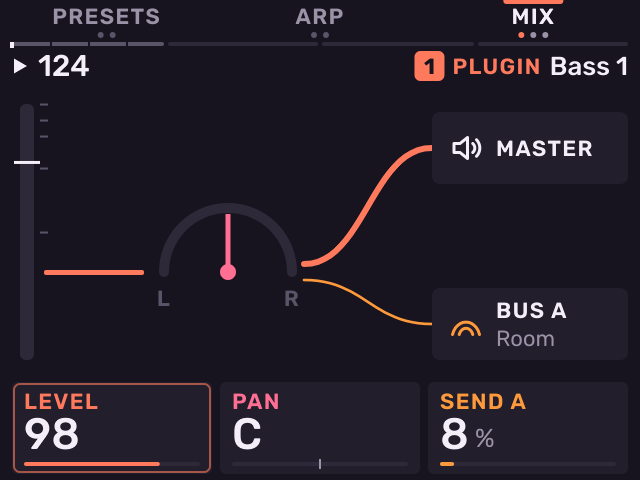 PRESETS ARP MIX
124 1 PLUGIN Bass 1
MASTER
L R
BUS A
Room
LEVEL PAN SEND A
98 C 8 %